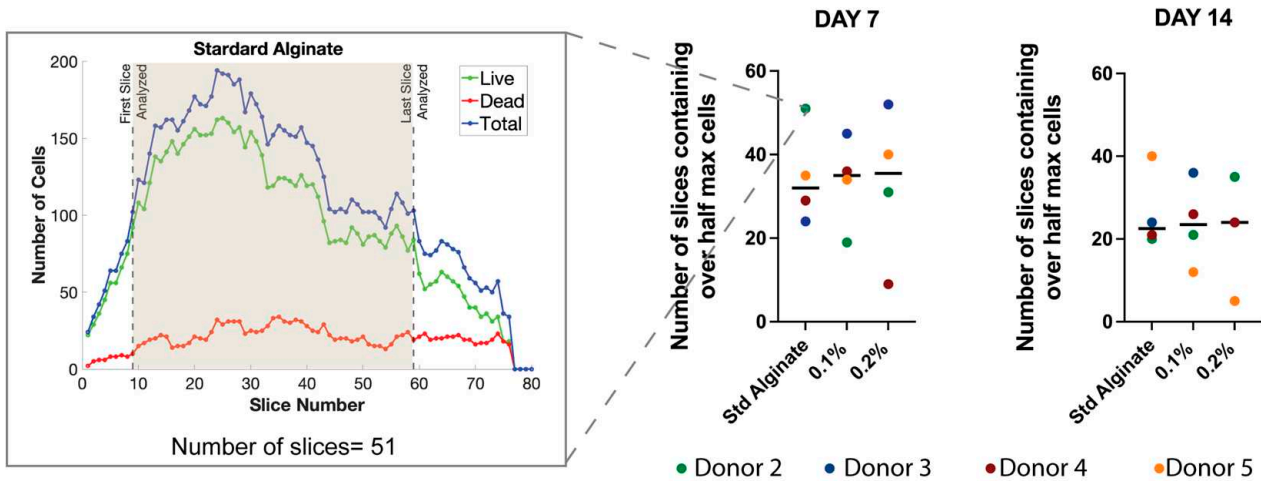 Stardard Alginate
Number of Cells
200
150
100
50
0
First Slice
Analyzed
Last Slice
Analyzed
Live
Dead
Total
0 10 20 30 40 50 60 70 80
Slice Number
Number of slices= 51
DAY 7
Number of slices containing
over half max cells
60
40
20
0
Std Alginate
0.1%
0.2%
DAY 14
Number of slices containing
over half max cells
60
40
20
0
Std Alginate
0.1%
0.2%
Donor 2 Donor 3 Donor 4 Donor 5